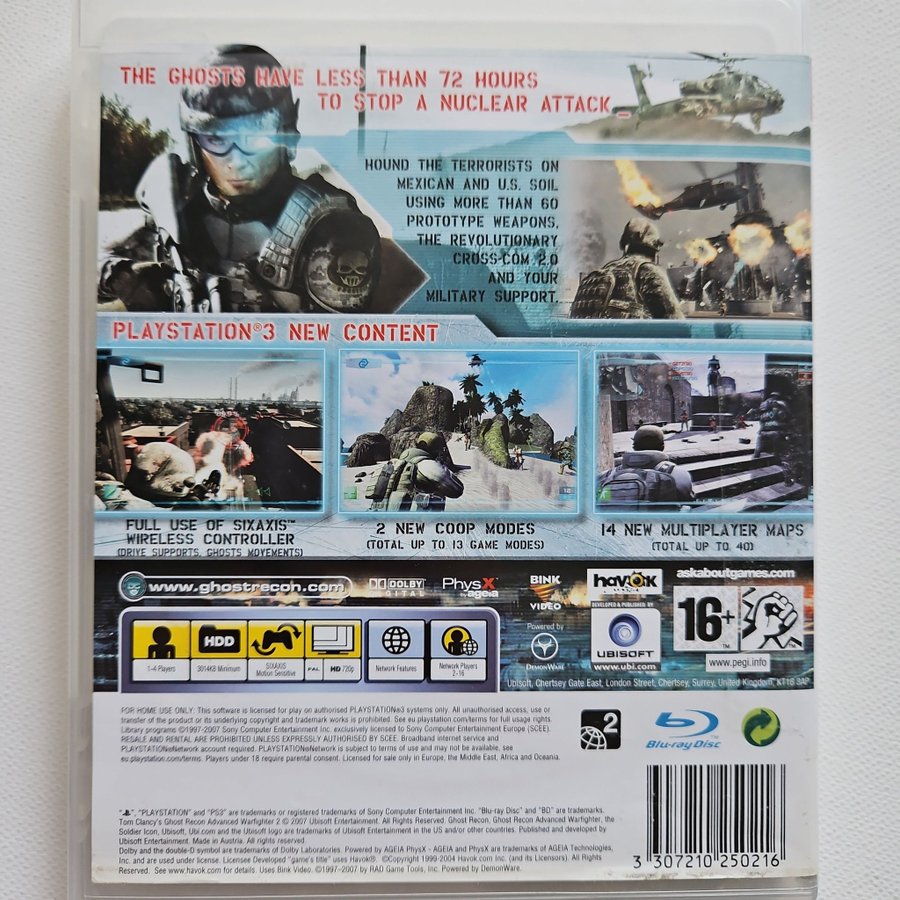 THE GHOSTS HAVE LESS THAN 72 HOURS
TO STOP A NUCLEAR ATTACK
HOUND THE TERRORISTS ON
MEXICAN AND U.S. SOIL
USING MORE THAN 60
PROTOTYPE WEAPONS,
THE REVOLUTIONARY
CROSS-COM 2.0
AND YOUR
MILITARY SUPPORT.
PLAYSTATION®3 NEW CONTENT
FULL USE OF SIXAXIS™
WIRELESS CONTROLLER
(DRIVE SUPPORTS, GHOSTS MOVEMENTS)
2 NEW COOP MODES
(TOTAL UP TO 13 GAME MODES)
14 NEW MULTIPLAYER MAPS
(TOTAL UP TO 40)
www.ghostrecon.com
DOLBY
DIGITAL
PhysX
by ageia
BINK
VIDEO
Powered by
DEMONWARE
havok
DEVELOPED & PUBLISHED BY
UBISOFT
www.ubi.com
askaboutgames.com
16+
www.pegi.info
HDD
1-4 Players
3014KB Minimum
SIXAXIS
Motion Sensitive
PAL
HD 720p
Network Features
Network Players
2-16
Ubisoft, Chertsey Gate East, London Street, Chertsey, Surrey, United Kingdom, KT16 8AP
FOR HOME USE ONLY: This software is licensed for play on authorised PLAYSTATION®3 systems only. All unauthorised access, use or
transfer of the product or its underlying copyright and trademark works is prohibited. See eu.playstation.com/terms for full usage rights.
Library programs ©1997-2007 Sony Computer Entertainment Inc. exclusively licensed to Sony Computer Entertainment Europe (SCEE).
RESALE AND RENTAL ARE PROHIBITED UNLESS EXPRESSLY AUTHORISED BY SCEE. Broadband internet service and
PLAYSTATION®Network account required. PLAYSTATION®Network is subject to terms of use and may not be available, see
eu.playstation.com/terms. Players under 18 require parental consent. Licensed for sale only in Europe, the Middle East, Africa and Oceania.
2
Blu-ray Disc
", "PLAYSTATION" and "PS3" are trademarks or registered trademarks of Sony Computer Entertainment Inc. "Blu-ray Disc" and "BD" are trademarks.
Tom Clancy's Ghost Recon Advanced Warfighter 2 © 2007 Ubisoft Entertainment. All Rights Reserved. Ghost Recon, Ghost Recon Advanced Warfighter, the
Soldier Icon, Ubisoft, Ubi.com and the Ubisoft logo are trademarks of Ubisoft Entertainment in the US and/or other countries. Published and developed by
Ubisoft Entertainment. Made in Austria. All rights reserved.
Dolby and the double-D symbol are trademarks of Dolby Laboratories. Powered by AGEIA PhysX - AGEIA and PhysX are trademarks of AGEIA Technologies,
Inc. and are used under license. Licensee Developed "game's title" uses Havok®. ©Copyright 1999-2004 Havok.com Inc. (and its Licensors). All Rights
Reserved. See www.havok.com for details. Uses Bink Video. ©1997-2007 by RAD Game Tools, Inc. Powered by DemonWare.
3 307210 250216